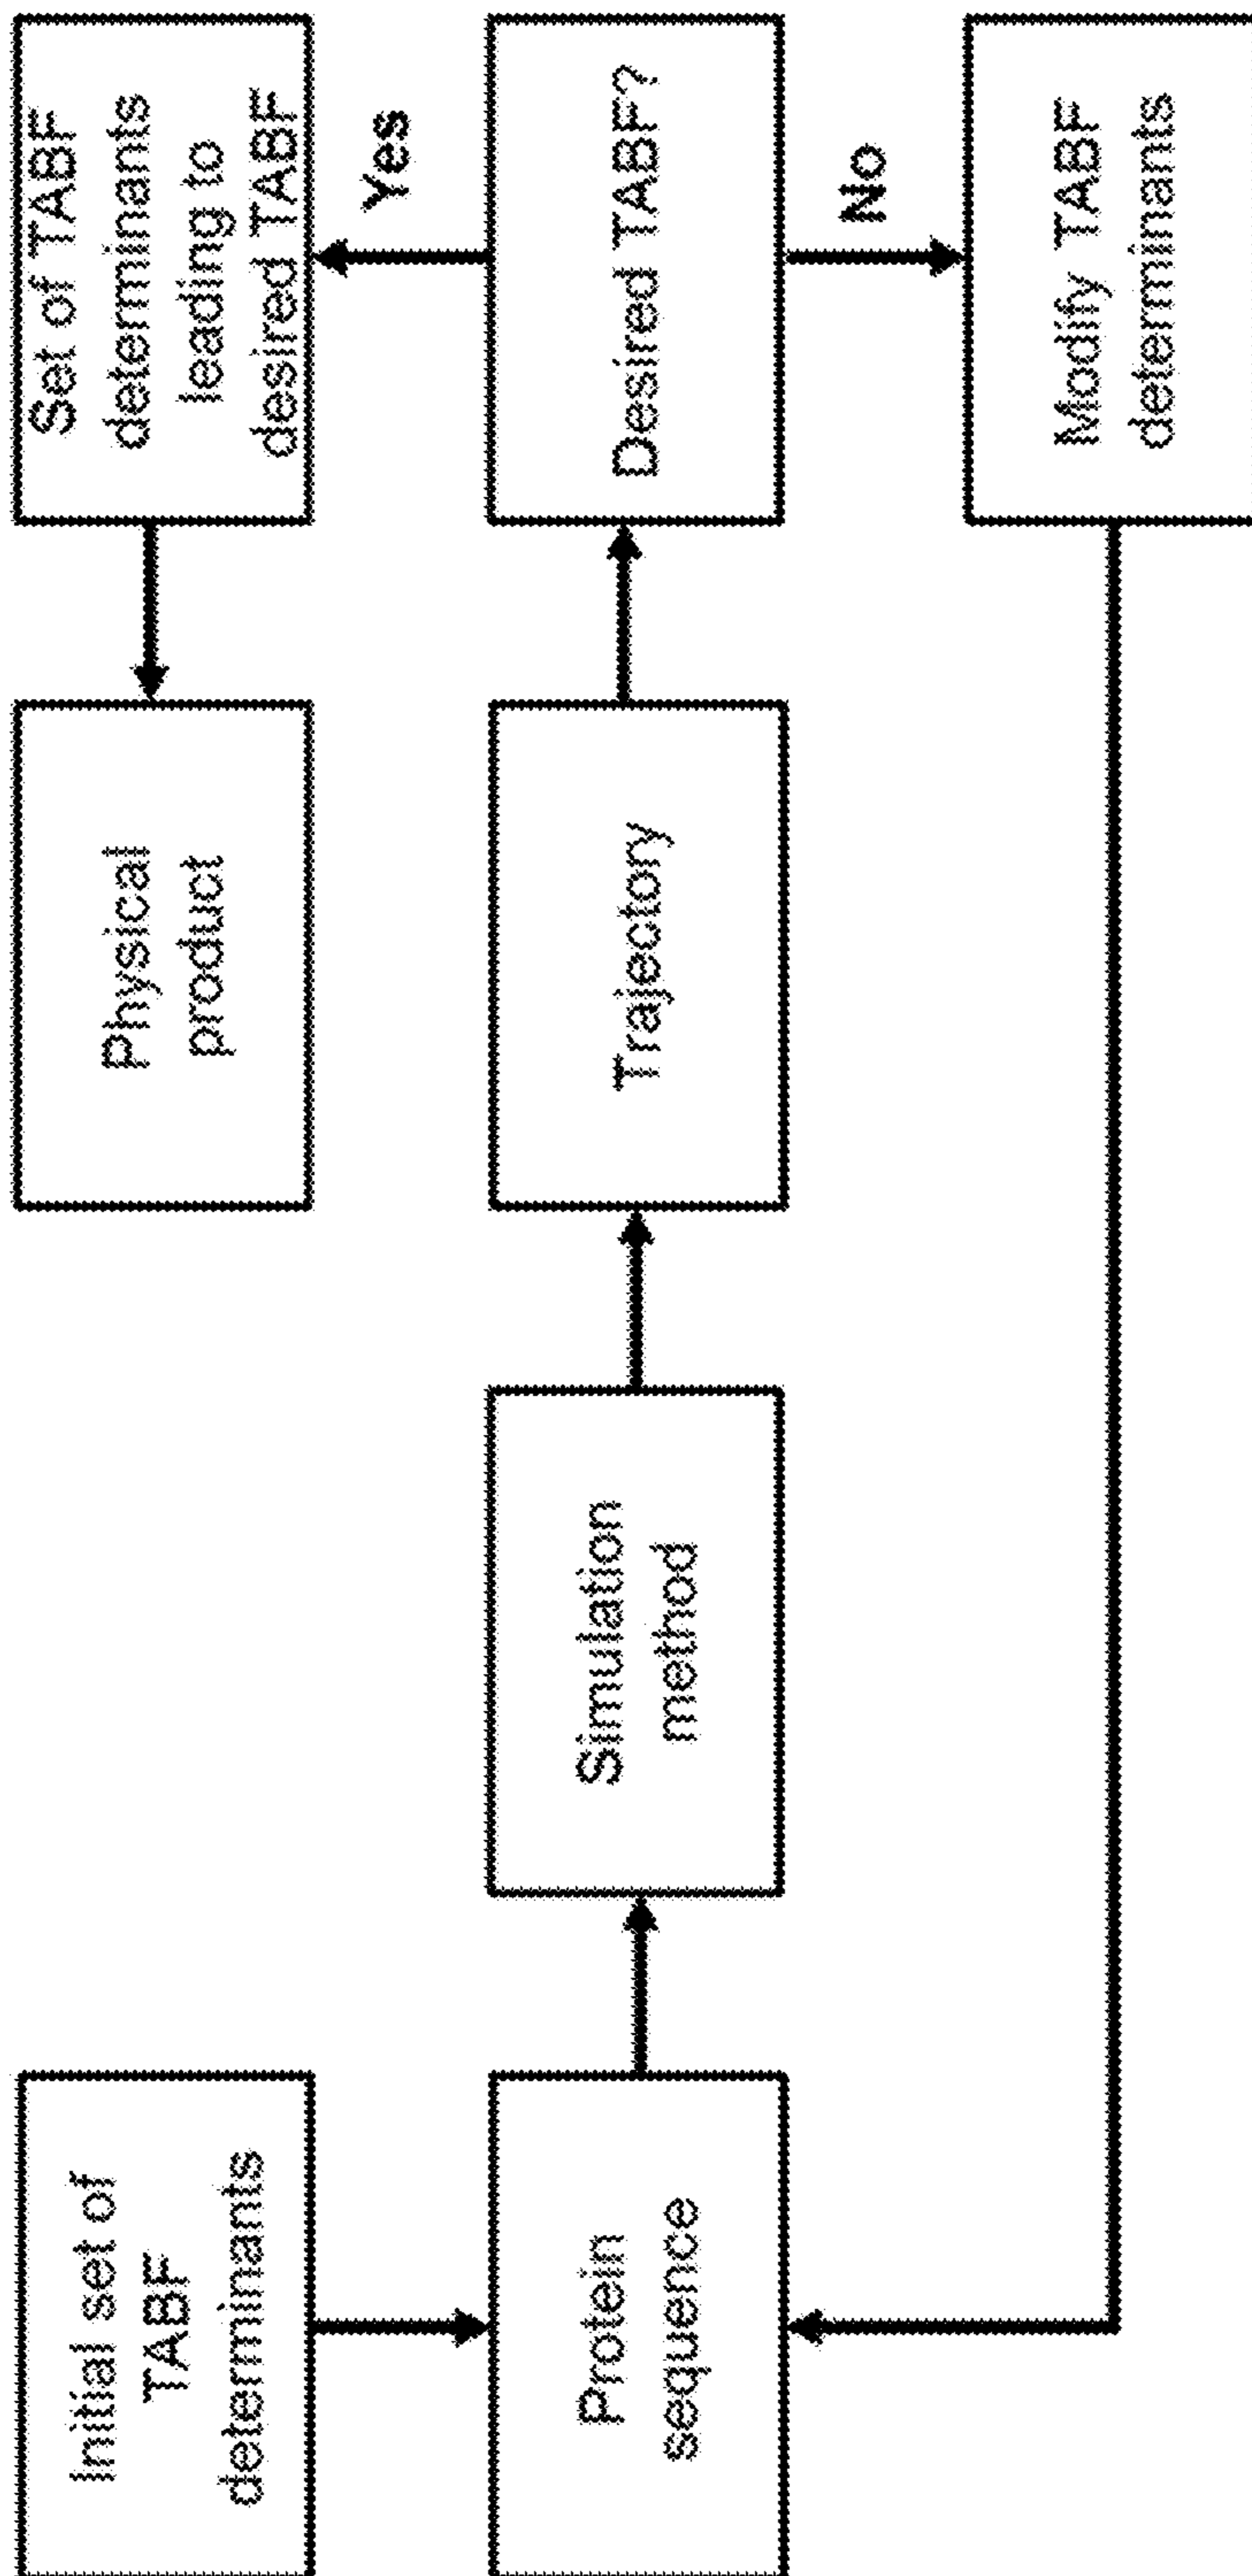 Initial set of
TABF
determinants
Physical
product
Set of TABF
determinants
leading to
desired TABF
Yes
Protein
sequence
Simulation
method
Trajectory
Desired TABF?
No
Modify TABF
determinants